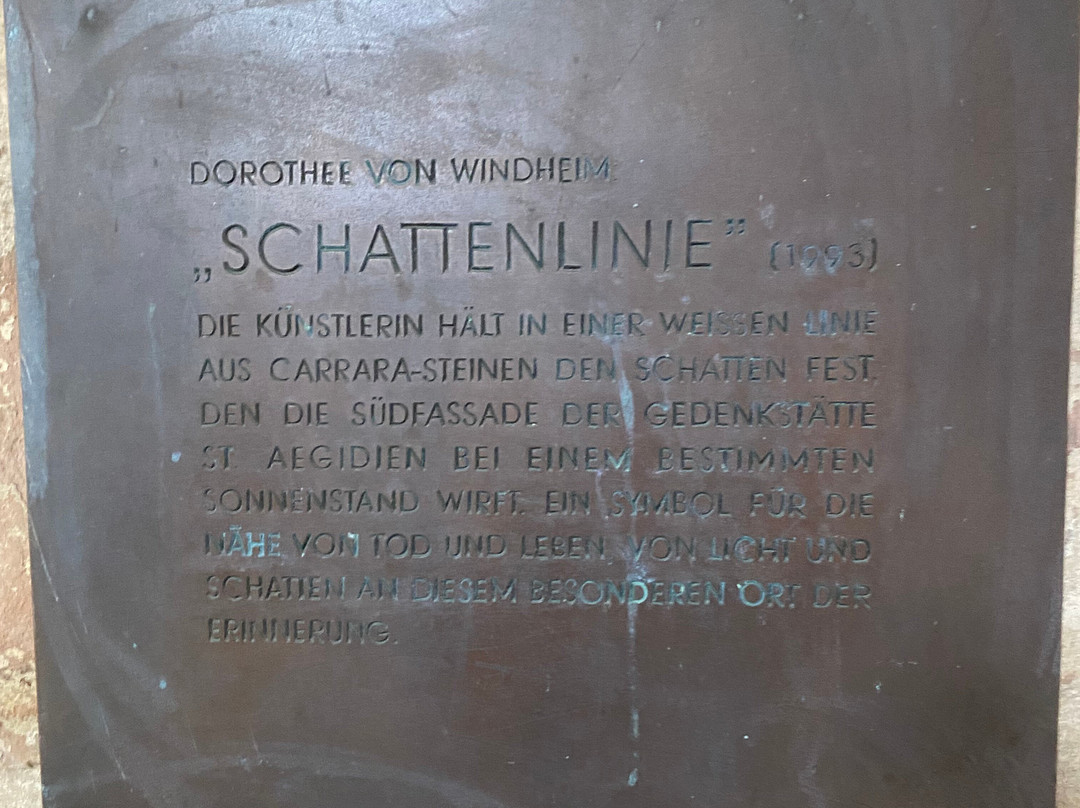 DOROTHEE VON WINDHEIM:
„SCHATTENLINIE” (1993)
DIE KÜNSTLERIN HÄLT IN EINER WEISSEN LINIE
AUS CARRARA-STEINEN DEN SCHATTEN FEST,
DEN DIE SÜDFASSADE DER GEDENKSTÄTTE
ST. AEGIDIEN BEI EINEM BESTIMMTEN
SONNENSTAND WIRFT. EIN SYMBOL FÜR DIE
NÄHE VON TOD UND LEBEN, VON LICHT UND
SCHATTEN AN DIESEM BESONDEREN ORT DER
ERINNERUNG.